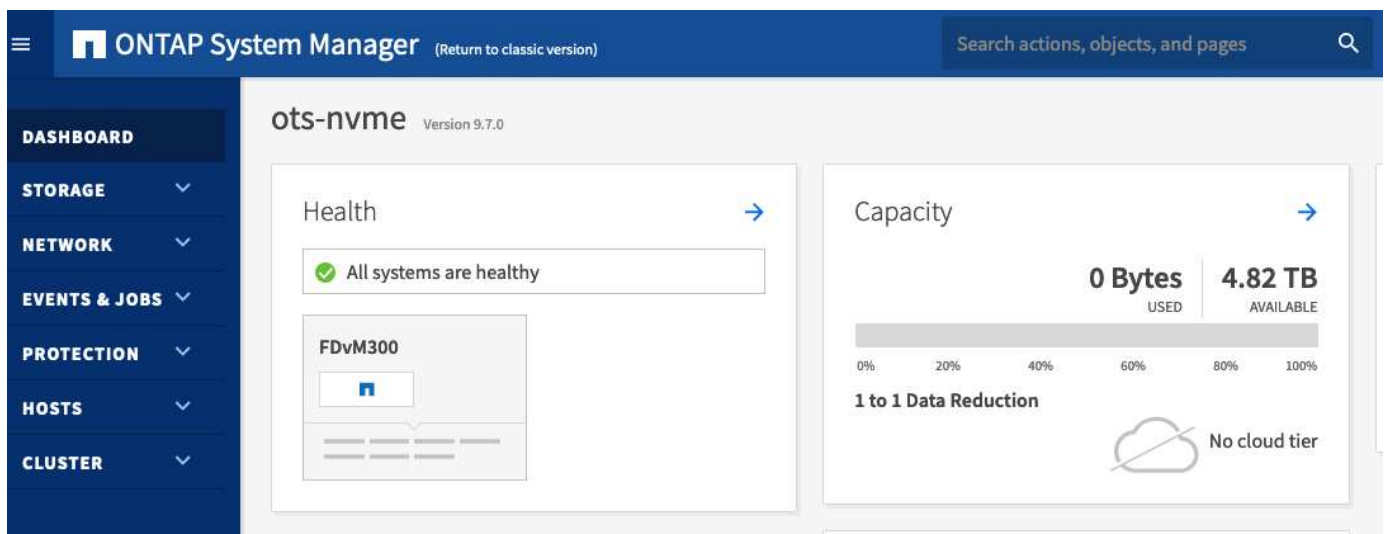 ONTAP System Manager (Return to classic version)
Search actions, objects, and pages
DASHBOARD
STORAGE
NETWORK
EVENTS & JOBS
PROTECTION
HOSTS
CLUSTER
ots-nvme Version 9.7.0
Health
All systems are healthy
FDvM300
Capacity
0 Bytes 4.82 TB
USED AVAILABLE
0% 20% 40% 60% 80% 100%
1 to 1 Data Reduction
No cloud tier